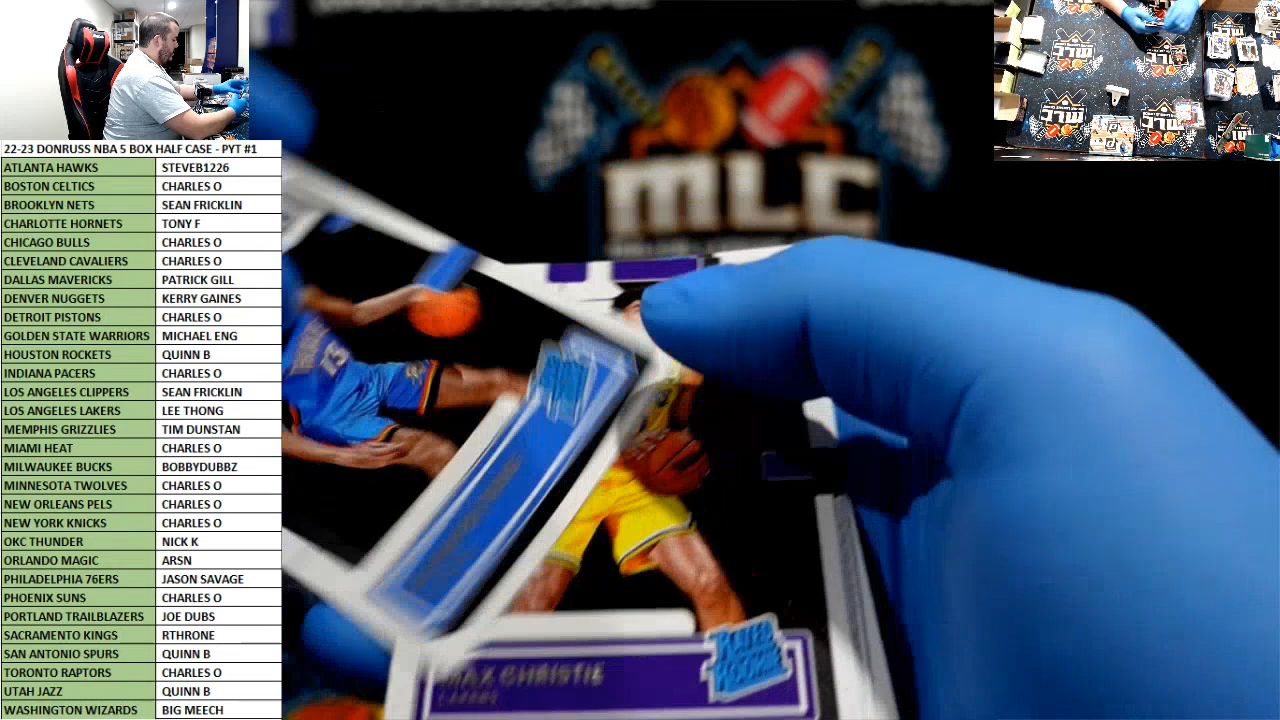 22-23 DONRUSS NBA 5 BOX HALF CASE - PYT #1
ATLANTA HAWKS STEVEB1226
BOSTON CELTICS CHARLES O
BROOKLYN NETS SEAN FRICKLIN
CHARLOTTE HORNETS TONY F
CHICAGO BULLS CHARLES O
CLEVELAND CAVALIERS CHARLES O
DALLAS MAVERICKS PATRICK GILL
DENVER NUGGETS KERRY GAINES
DETROIT PISTONS CHARLES O
GOLDEN STATE WARRIORS MICHAEL ENG
HOUSTON ROCKETS QUINN B
INDIANA PACERS CHARLES O
LOS ANGELES CLIPPERS SEAN FRICKLIN
LOS ANGELES LAKERS LEE THONG
MEMPHIS GRIZZLIES TIM DUNSTAN
MIAMI HEAT CHARLES O
MILWAUKEE BUCKS BOBBYDUBBZ
MINNESOTA TWOLVES CHARLES O
NEW ORLEANS PELS CHARLES O
NEW YORK KNICKS CHARLES O
OKC THUNDER NICK K
ORLANDO MAGIC ARSN
PHILADELPHIA 76ERS JASON SAVAGE
PHOENIX SUNS CHARLES O
PORTLAND TRAILBLAZERS JOE DUBS
SACRAMENTO KINGS RTHRONE
SAN ANTONIO SPURS QUINN B
TORONTO RAPTORS CHARLES O
UTAH JAZZ QUINN B
WASHINGTON WIZARDS BIG MEECH
MLC
RATED
ROOKIE
MAX CHRISTIE
LAKERS